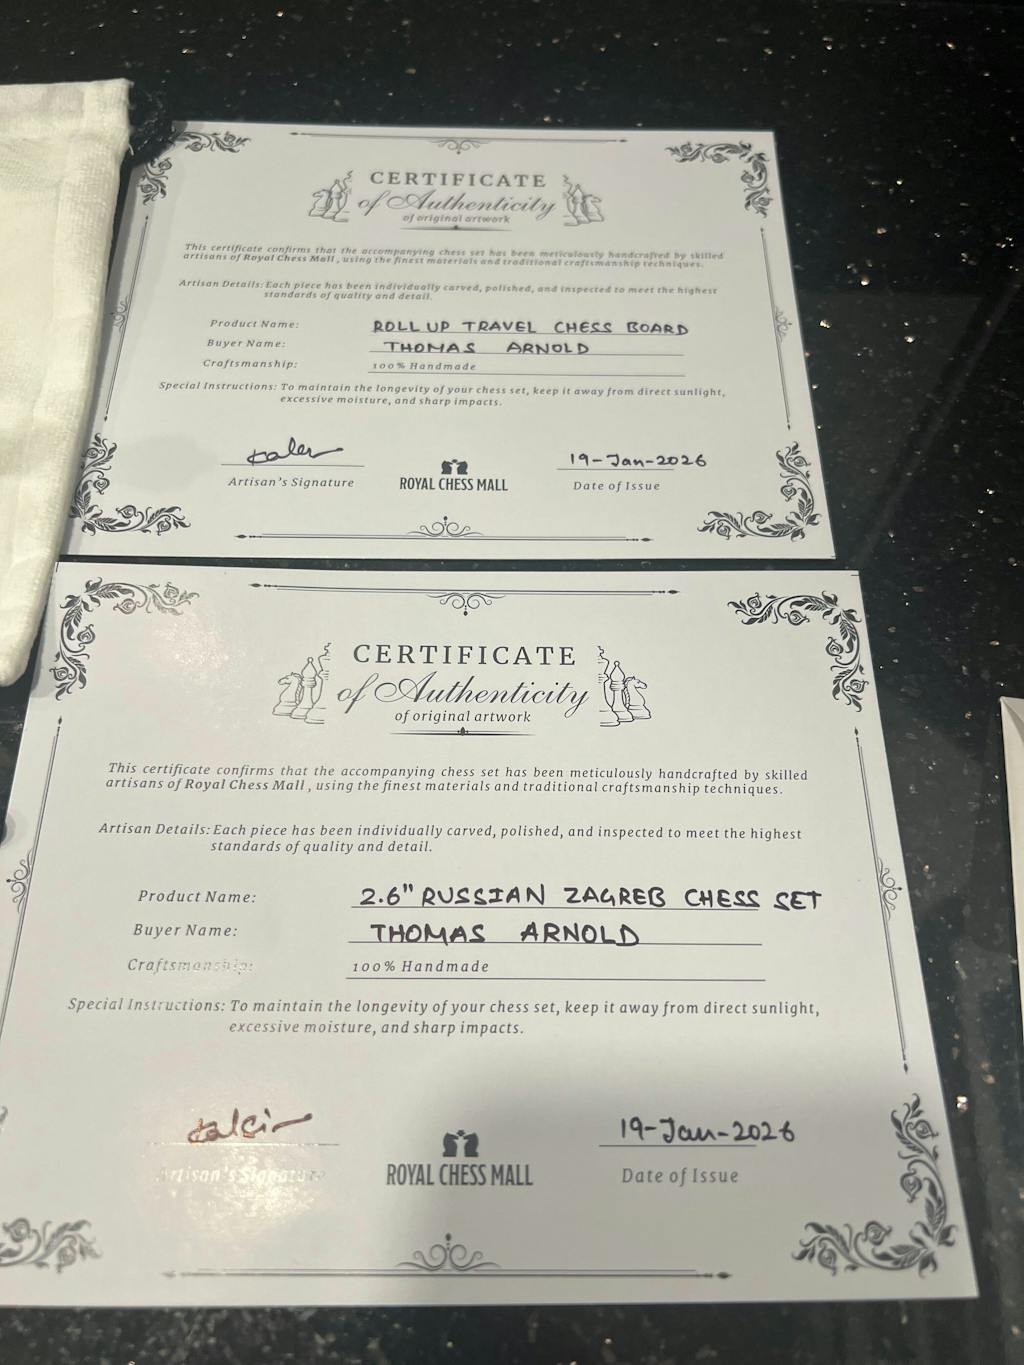 CERTIFICATE
of Authenticity
of original artwork
This certificate confirms that the accompanying chess set has been meticulously handcrafted by skilled
artisans of Royal Chess Mall, using the finest materials and traditional craftsmanship techniques.
Artisan Details: Each piece has been individually carved, polished, and inspected to meet the highest
standards of quality and detail.
Product Name: ROLL UP TRAVEL CHESS BOARD
Buyer Name: THOMAS ARNOLD
Craftsmanship: 100% Handmade
Special Instructions: To maintain the longevity of your chess set, keep it away from direct sunlight,
excessive moisture, and sharp impacts.
19-Jan-2026
Artisan's Signature ROYAL CHESS MALL Date of Issue
CERTIFICATE
of Authenticity
of original artwork
This certificate confirms that the accompanying chess set has been meticulously handcrafted by skilled
artisans of Royal Chess Mall, using the finest materials and traditional craftsmanship techniques.
Artisan Details: Each piece has been individually carved, polished, and inspected to meet the highest
standards of quality and detail.
Product Name: 2.6" RUSSIAN ZAGREB CHESS SET
Buyer Name: THOMAS ARNOLD
Craftsmanship: 100% Handmade
Special Instructions: To maintain the longevity of your chess set, keep it away from direct sunlight,
excessive moisture, and sharp impacts.
19-Jan-2026
Artisan's Signature ROYAL CHESS MALL Date of Issue